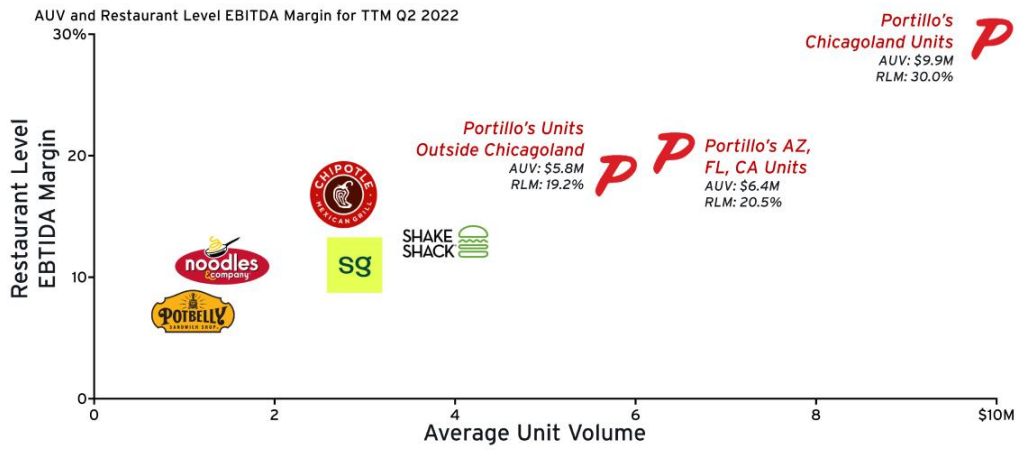 AUV and Restaurant Level EBITDA Margin for TTM Q2 2022
30%
20
10
0
Restaurant Level
EBTIDA Margin
Portillo's
Chicagoland Units
AUV: $9.9M
RLM: 30.0%
P
Portillo's Units
Outside Chicagoland
AUV: $5.8M
RLM: 19.2%
P
P
Portillo's AZ,
FL, CA Units
AUV: $6.4M
RLM: 20.5%
CHIPOTLE
MEXICAN GRILL
SHAKE
SHACK
sg
noodles
&company
POTBELLY
SANDWICH SHOP
0
2
4
6
8
$10M
Average Unit Volume